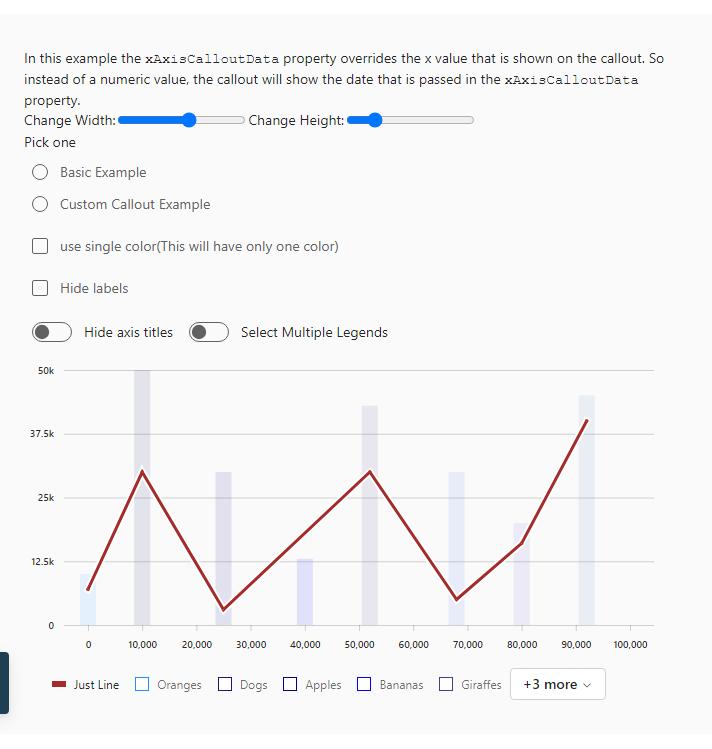 In this example the xAxisCalloutData property overrides the x value that is shown on the callout. So
instead of a numeric value, the callout will show the date that is passed in the xAxisCalloutData
property.
Change Width: Change Height:
Pick one
Basic Example
Custom Callout Example
use single color(This will have only one color)
Hide labels
Hide axis titles Select Multiple Legends
50k
37.5k
25k
12.5k
0
0 10,000 20,000 30,000 40,000 50,000 60,000 70,000 80,000 90,000 100,000
Just Line Oranges Dogs Apples Bananas Giraffes +3 more